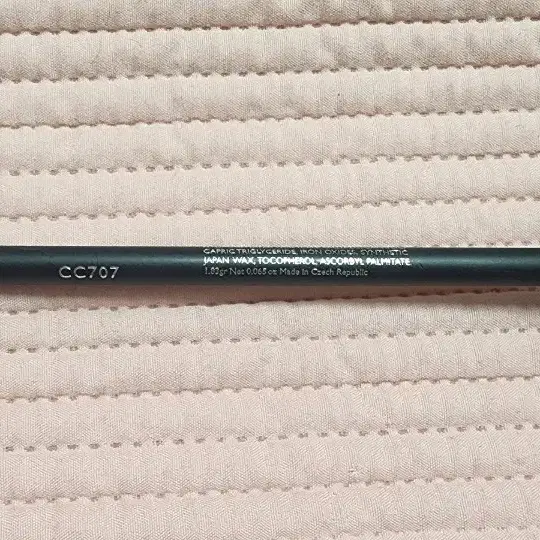 CC707
CAPRIC TRIGLYCERIDE, IRON OXIDES, SYNTHETIC
JAPAN WAX, TOCOPHEROL, ASCORBYL PALMITATE
1.83gr Net 0.065 oz Made in Czech Republic